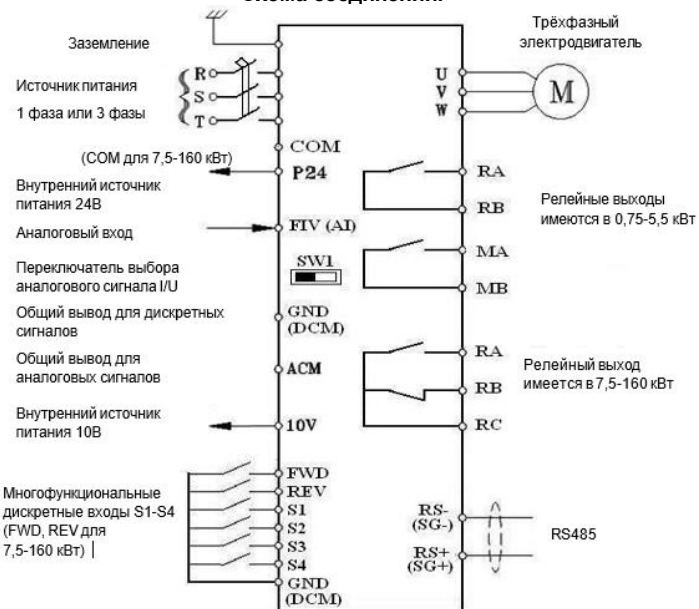 схема соединений.
Трёхфазный
электродвигатель
Заземление
R
S
T
Источник питания
1 фаза или 3 фазы
U
V
W
M
COM
(COM для 7,5-160 кВт)
P24
Внутренний источник
питания 24В
Аналоговый вход
FIV (AI)
Переключатель выбора
аналогового сигнала I/U
SW1
Общий вывод для дискретных
сигналов
GND
(DCM)
Общий вывод для
аналоговых сигналов
ACM
Внутренний источник
питания 10В
10V
RA
RB
Релейные выходы
имеются в 0,75-5,5 кВт
MA
MB
RA
RB
RC
Релейный выход
имеется в 7,5-160 кВт
Многофункциональные
дискретные входы S1-S4
(FWD, REV для
7,5-160 кВт)
FWD
REV
S1
S2
S3
S4
GND
(DCM)
RS-
(SG-)
RS+
(SG+)
RS485